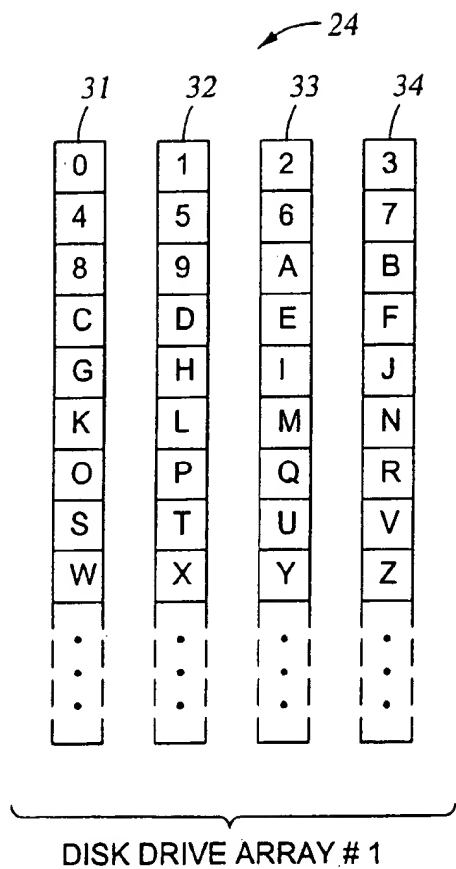 24
31 32 33 34
0 1 2 3
4 5 6 7
8 9 A B
C D E F
G H I J
K L M N
O P Q R
S T U V
W X Y Z
DISK DRIVE ARRAY # 1